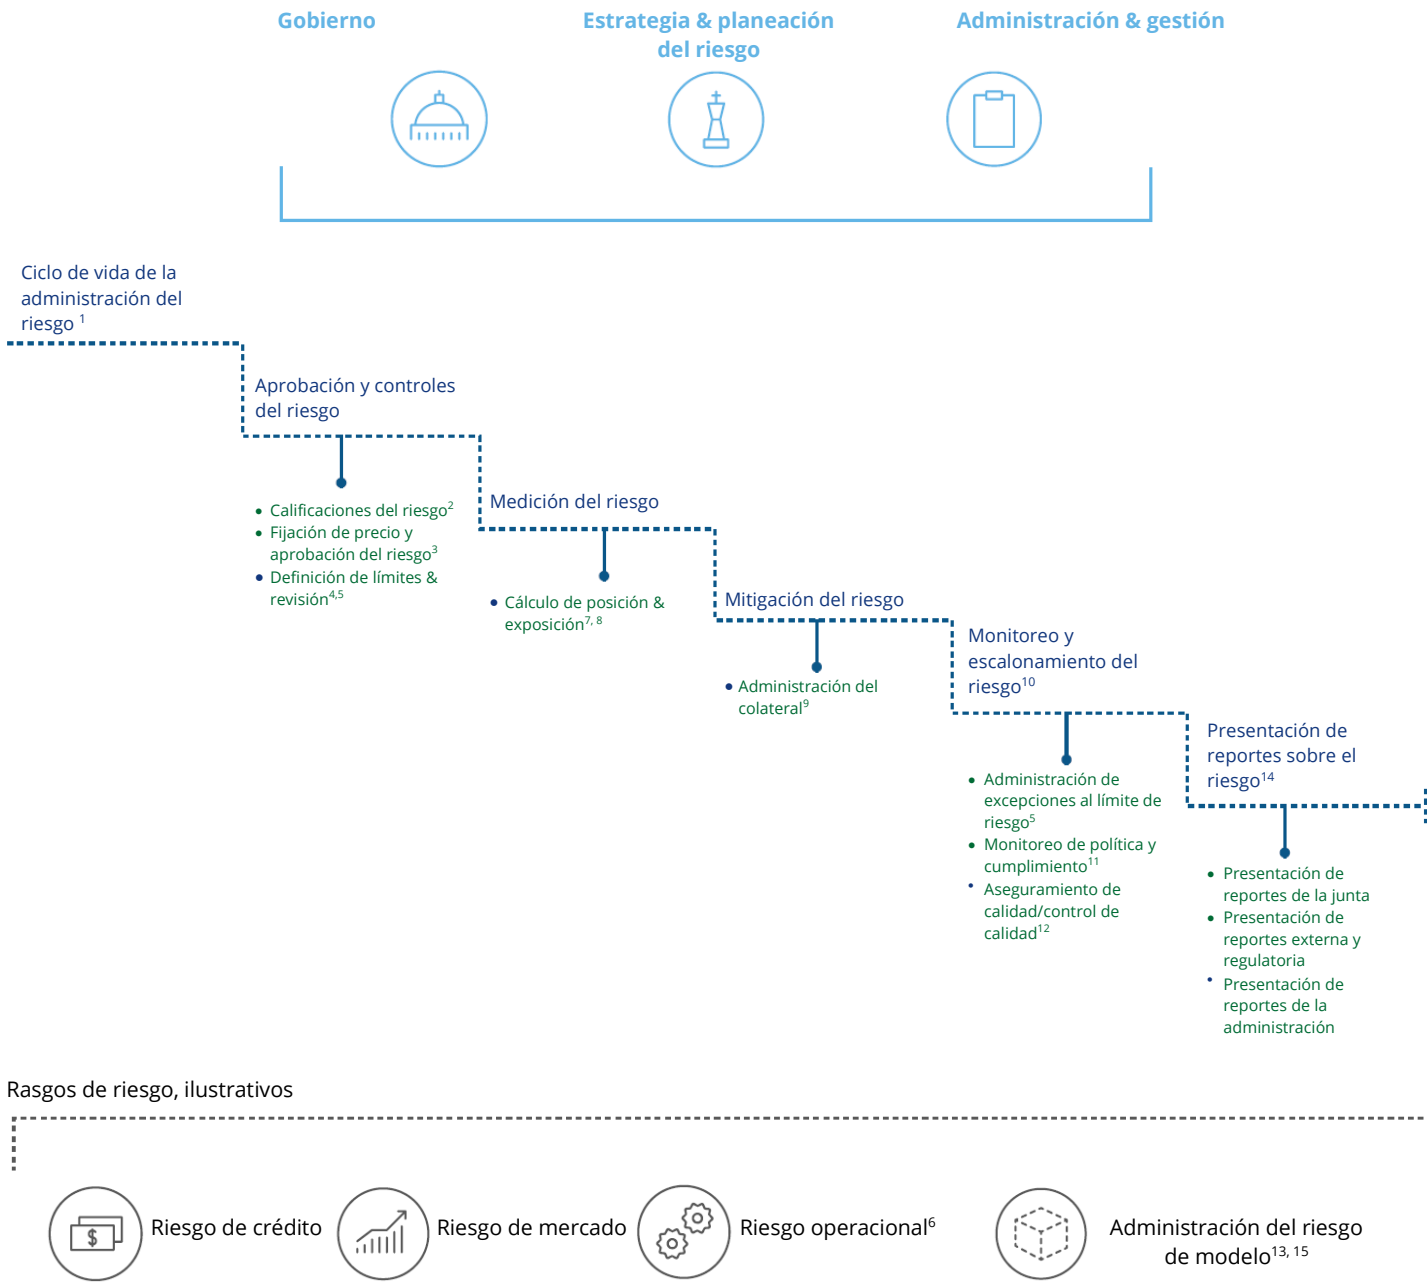 Gobierno
Estrategia & planeación
del riesgo
Administración & gestión
Ciclo de vida de la
administración del
riesgo 1
Aprobación y controles
del riesgo
• Calificaciones del riesgo2
• Fijación de precio y
aprobación del riesgo3
• Definición de límites &
revisión4,5
Medición del riesgo
• Cálculo de posición &
exposición7, 8
Mitigación del riesgo
• Administración del
colateral9
Monitoreo y
escalonamiento del
riesgo10
• Administración de
excepciones al límite de
riesgo5
• Monitoreo de política y
cumplimiento11
• Aseguramiento de
calidad/control de
calidad12
Presentación de
reportes sobre el
riesgo14
• Presentación de
reportes de la junta
• Presentación de
reportes externa y
regulatoria
• Presentación de
reportes de la
administración
Rasgos de riesgo, ilustrativos
$
Riesgo de crédito
Riesgo de mercado
Riesgo operacional6
Administración del riesgo
de modelo13, 15